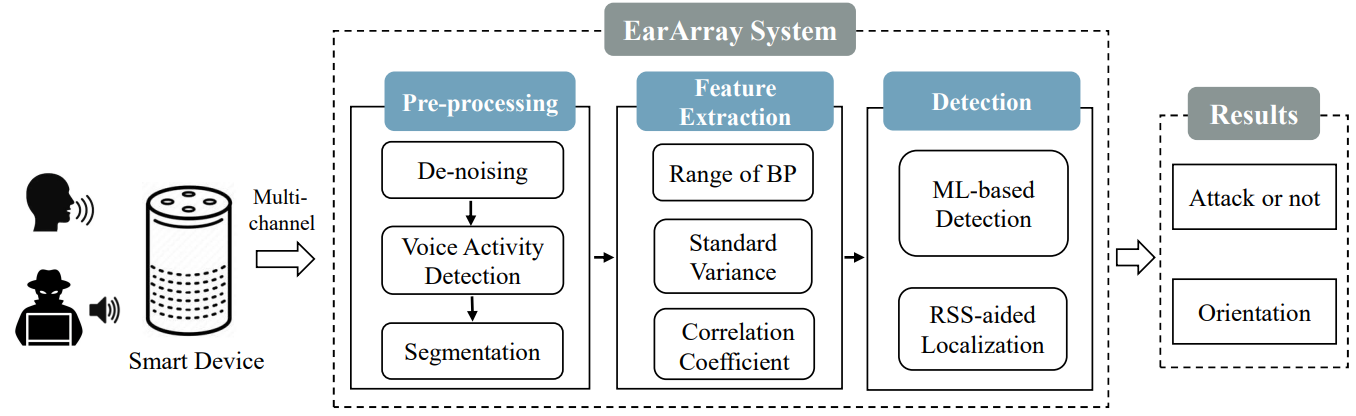 EarArray System
Multi-
channel
Smart Device
Pre-processing
De-noising
Voice Activity
Detection
Segmentation
Feature
Extraction
Range of BP
Standard
Variance
Correlation
Coefficient
Detection
ML-based
Detection
RSS-aided
Localization
Results
Attack or not
Orientation